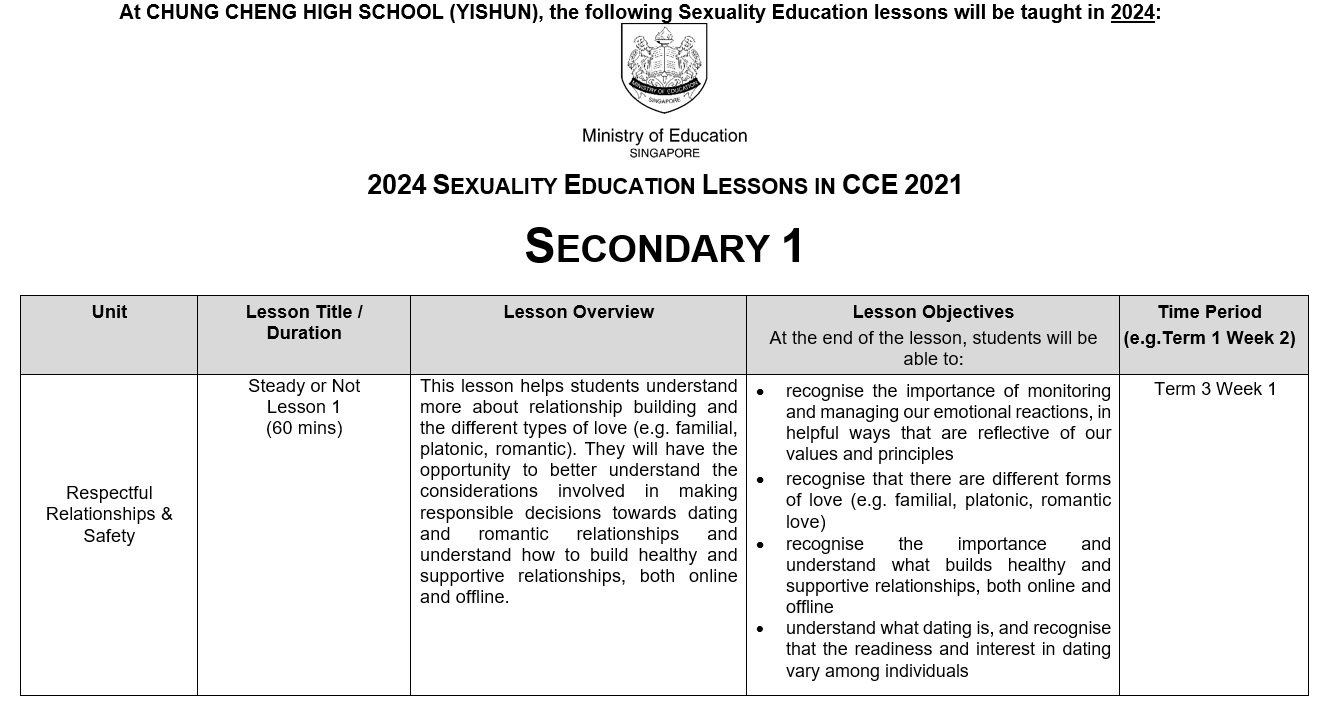 At CHUNG CHENG HIGH SCHOOL (YISHUN), the following Sexuality Education lessons will be taught in 2024:
MINISTRY OF EDUCATION
SINGAPORE
Ministry of Education
SINGAPORE
2024 SEXUALITY EDUCATION LESSONS IN CCE 2021
SECONDARY 1
Unit
Lesson Title /
Duration
Lesson Overview
Lesson Objectives
At the end of the lesson, students will be
able to:
Time Period
(e.g.Term 1 Week 2)
Respectful
Relationships &
Safety
Steady or Not
Lesson 1
(60 mins)
This lesson helps students understand
more about relationship building and
the different types of love (e.g. familial,
platonic, romantic). They will have the
opportunity to better understand the
considerations involved in making
responsible decisions towards dating
and romantic relationships and
understand how to build healthy and
supportive relationships, both online
and offline.
• recognise the importance of monitoring
and managing our emotional reactions, in
helpful ways that are reflective of our
values and principles
• recognise that there are different forms
of love (e.g. familial, platonic, romantic
love)
• recognise the importance and
understand what builds healthy and
supportive relationships, both online and
offline
• understand what dating is, and recognise
that the readiness and interest in dating
vary among individuals
Term 3 Week 1